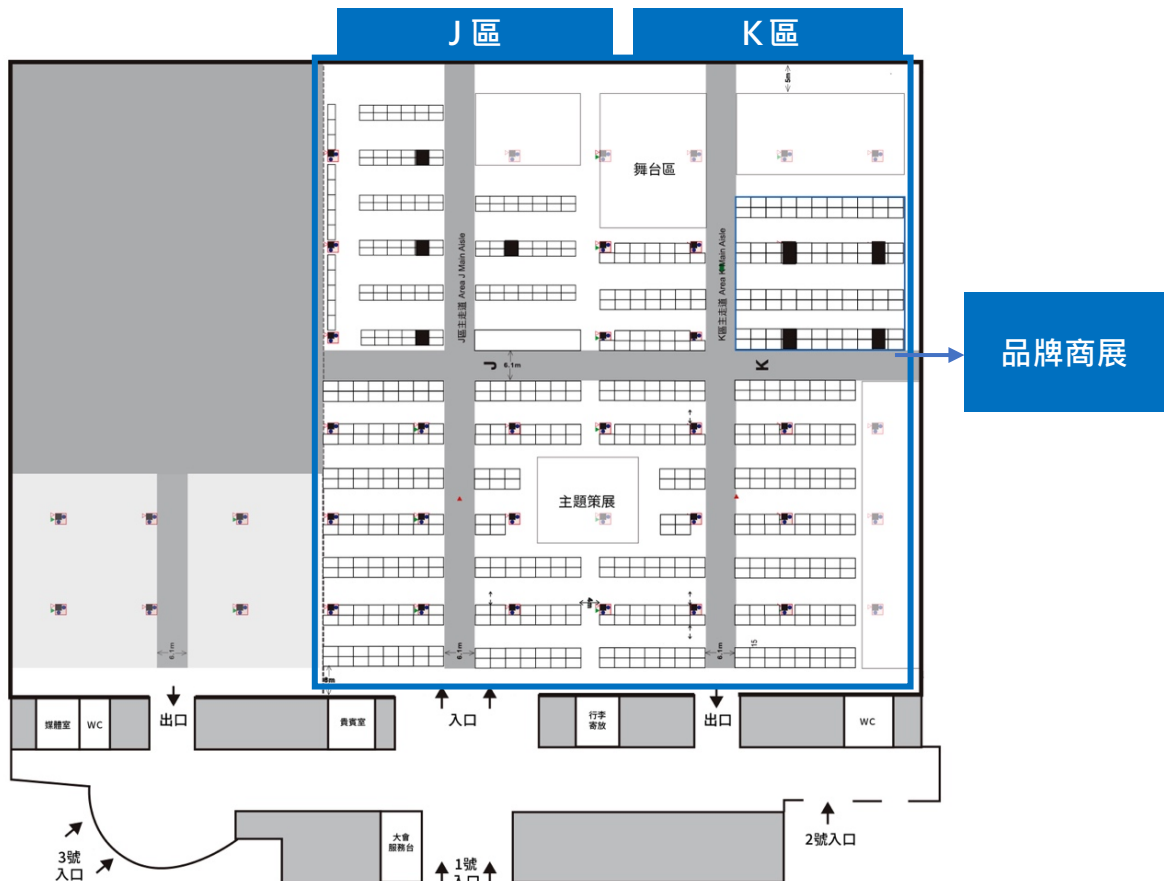 J 區
K 區
5m
舞台區
J區主走道 Area J Main Aisle
K區主走道 Area K Main Aisle
品牌商展
J
6.1m
K
主題策展
15
6.1m
6.1m
6.1m
媒體室
WC
出口
貴賓室
入口
行李
寄放
出口
WC
大會
服務台
3號
入口
1號
入口
2號入口